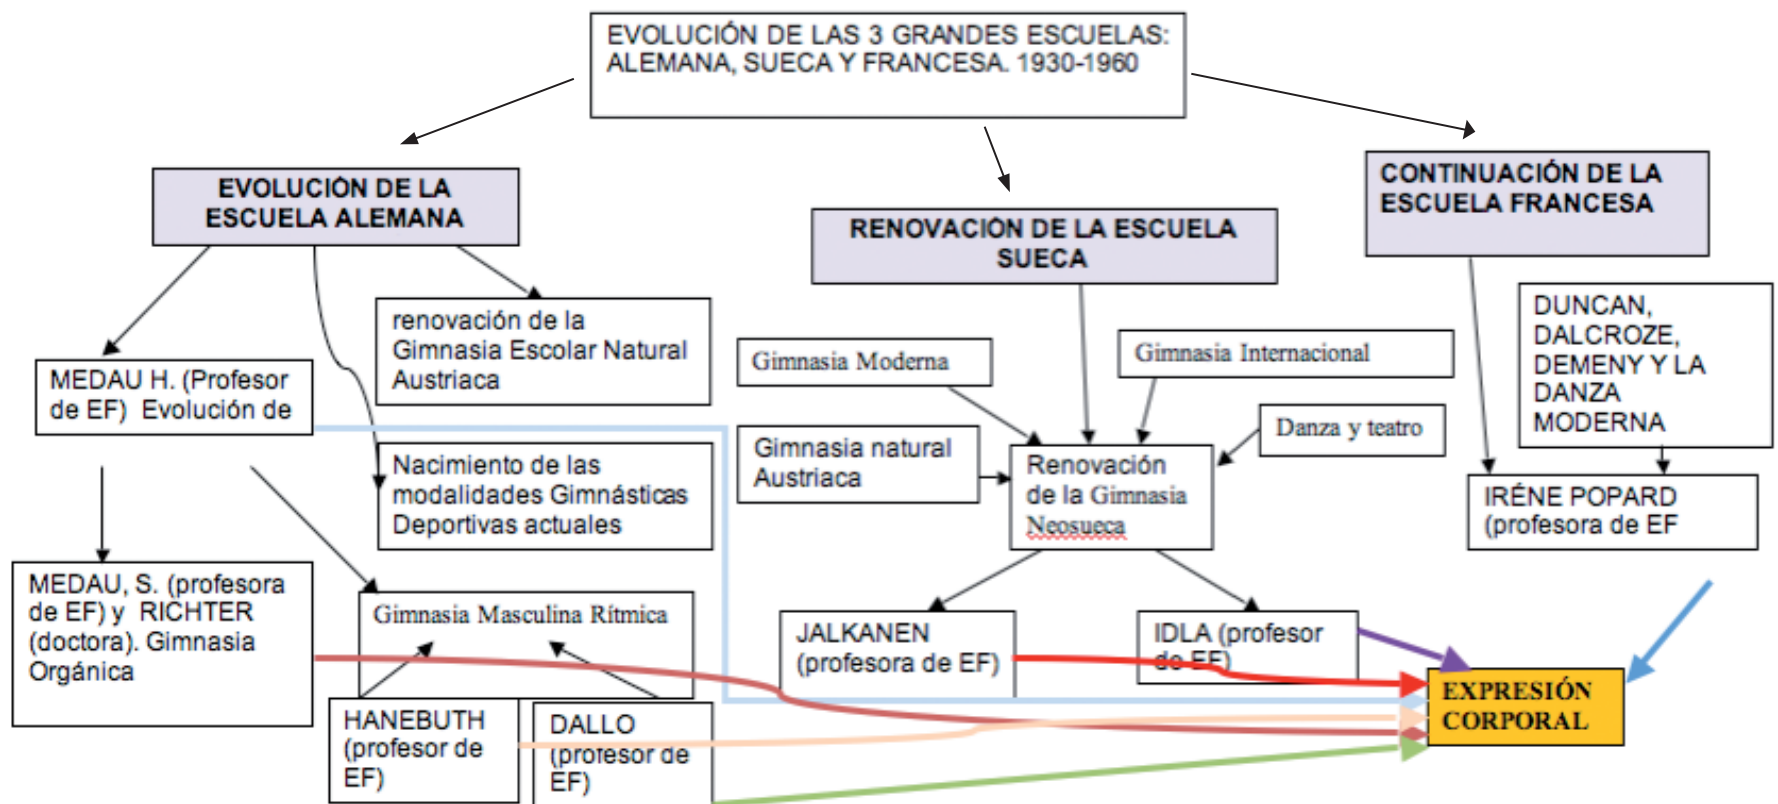 EVOLUCIÓN DE LAS 3 GRANDES ESCUELAS:
ALEMANA, SUECA Y FRANCESA. 1930-1960
EVOLUCIÓN DE LA
ESCUELA ALEMANA
RENOVACIÓN DE LA ESCUELA
SUECA
CONTINUACIÓN DE LA
ESCUELA FRANCESA
renovación de la
Gimnasia Escolar Natural
Austriaca
MEDAU H. (Profesor
de EF) Evolución de
Nacimiento de las
modalidades Gimnásticas
Deportivas actuales
MEDAU, S. (profesora
de EF) y RICHTER
(doctora). Gimnasia
Orgánica
Gimnasia Masculina Rítmica
HANEBUTH
(profesor de
EF)
DALLO
(profesor de
EF)
Gimnasia Moderna
Gimnasia Internacional
Gimnasia natural
Austriaca
Danza y teatro
Renovación
de la Gimnasia
Neosueca
JALKANEN
(profesora de EF)
IDLA (profesor
de EF)
DUNCAN,
DALCROZE,
DEMENY Y LA
DANZA
MODERNA
IRÉNE POPARD
(profesora de EF
EXPRESIÓN
CORPORAL